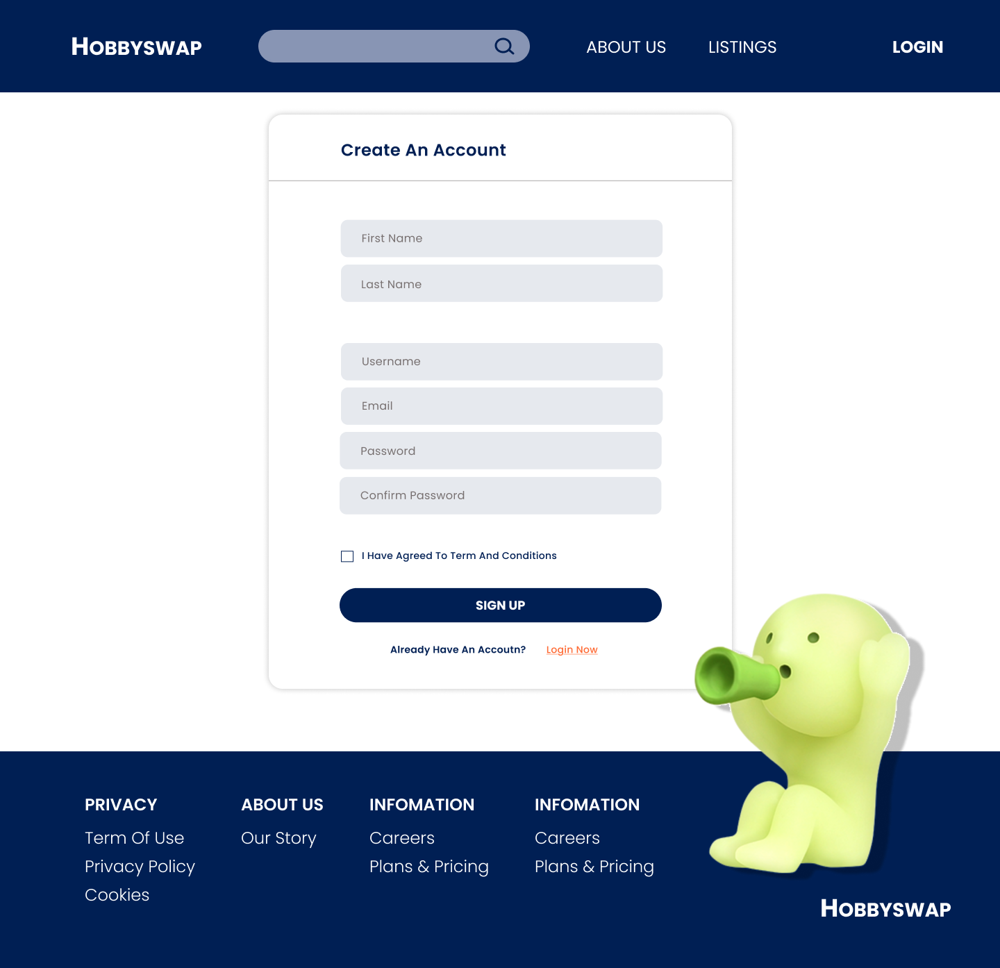 HOBBYSWAP
ABOUT US
LISTINGS
LOGIN
Create An Account
First Name
Last Name
Username
Email
Password
Confirm Password
I Have Agreed To Term And Conditions
SIGN UP
Already Have An Accoutn? Login Now
PRIVACY
Term Of Use
Privacy Policy
Cookies
ABOUT US
Our Story
INFOMATION
Careers
Plans & Pricing
INFOMATION
Careers
Plans & Pricing
HOBBYSWAP